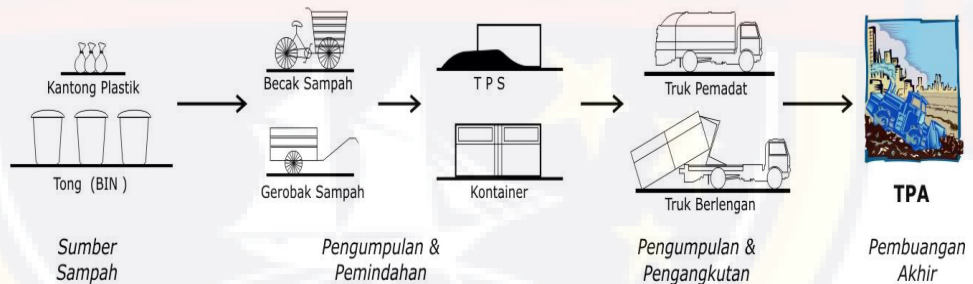 Kantong Plastik
Tong (BIN )
Becak Sampah
Gerobak Sampah
T P S
Kontainer
Truk Pemadat
Truk Berlengan
TPA
Sumber
Sampah
Pengumpulan &
Pemindahan
Pengumpulan &
Pengangkutan
Pembuangan
Akhir